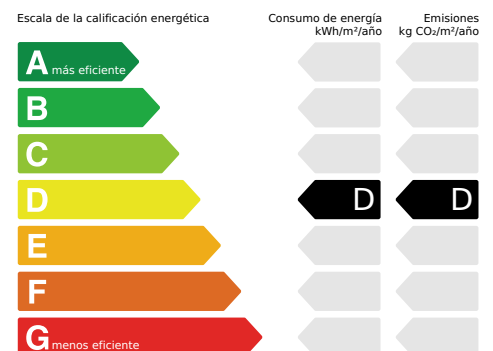 Escala de la calificación energética
Consumo de energía
kWh/m²/año
Emisiones
kg CO₂/m²/año
A más eficiente
B
C
D D D
E
F
G menos eficiente